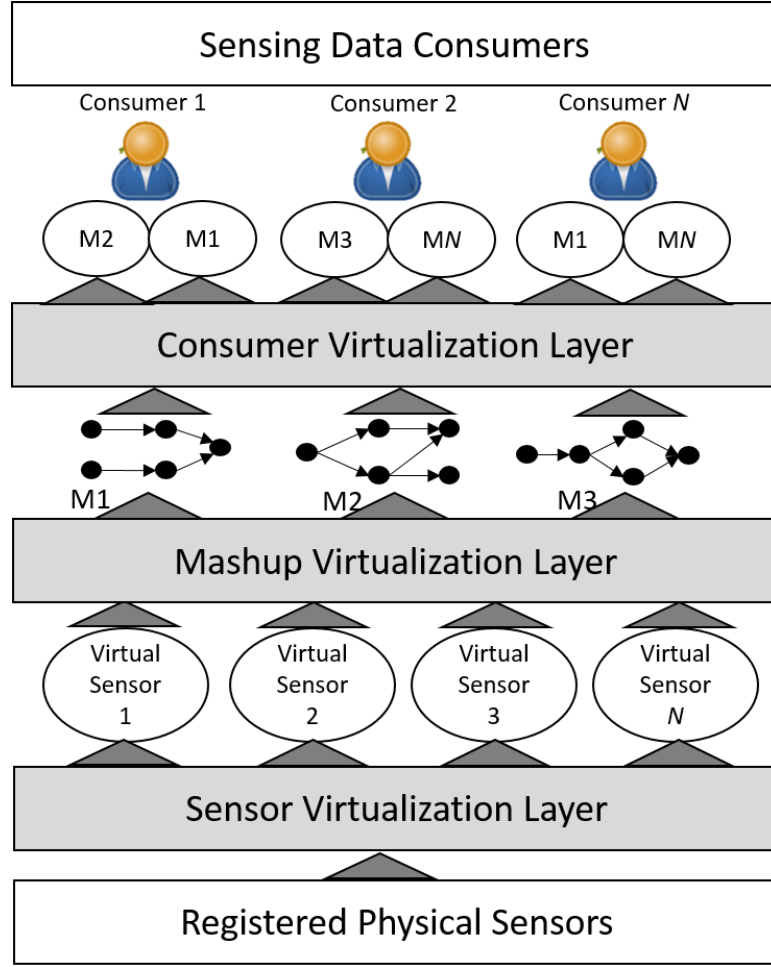 Sensing Data Consumers
Consumer 1 Consumer 2 Consumer N
M2 M1 M3 MN M1 MN
Consumer Virtualization Layer
M1 M2 M3
Mashup Virtualization Layer
Virtual Sensor 1
Virtual Sensor 2
Virtual Sensor 3
Virtual Sensor N
Sensor Virtualization Layer
Registered Physical Sensors